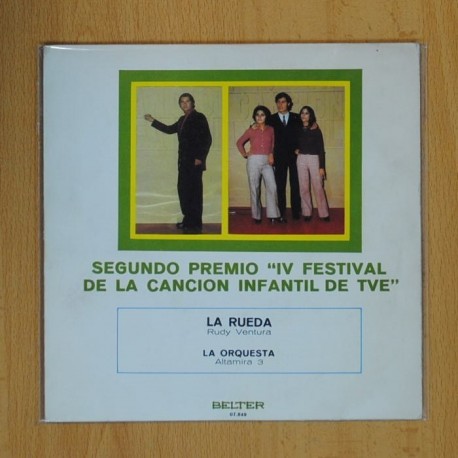 SEGUNDO PREMIO "IV FESTIVAL
DE LA CANCION INFANTIL DE TVE"
LA RUEDA
Rudy Ventura
LA ORQUESTA
Altamira 3
BELTER